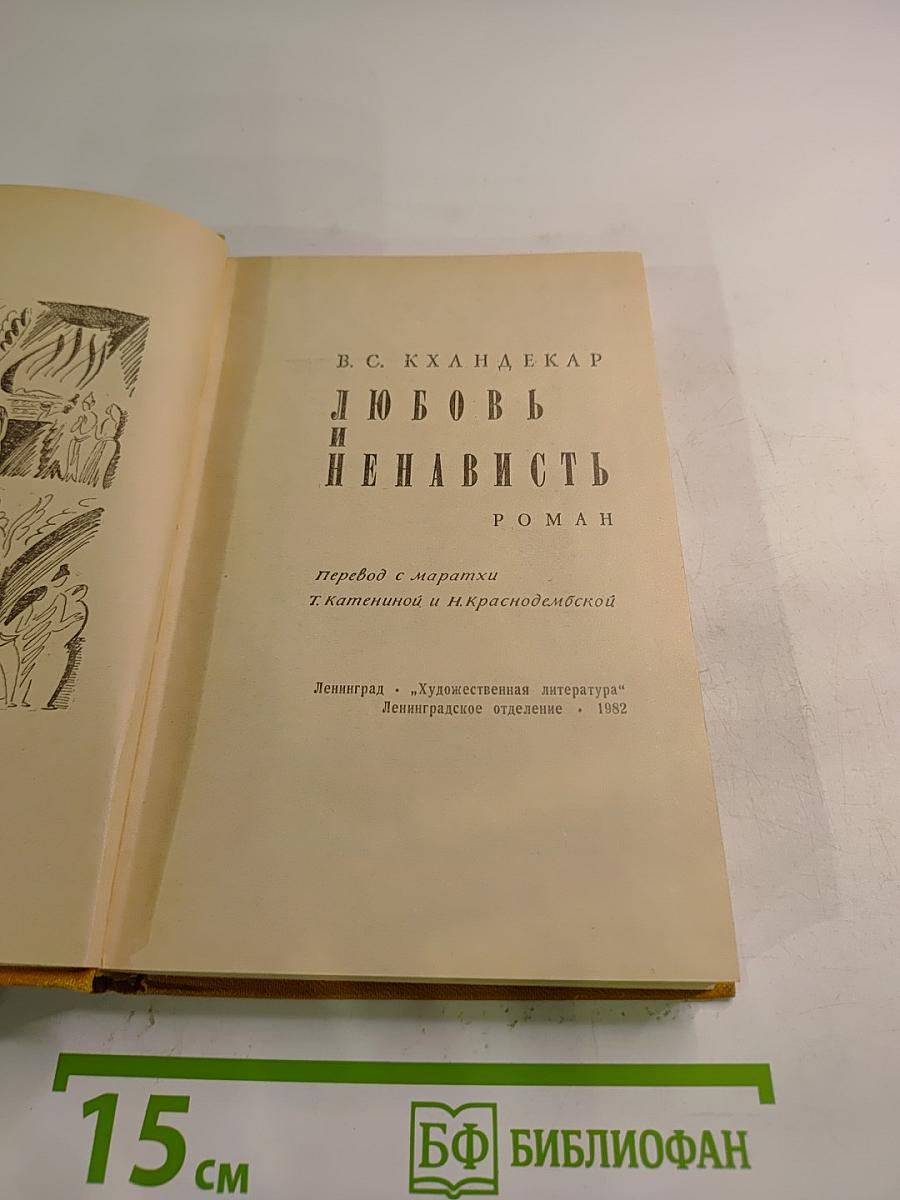 В. С. КХАНДЕКАР
ЛЮБОВЬ
И
НЕНАВИСТЬ
РОМАН
Перевод с маратхи
Т. Катениной и Н. Краснодембской
Ленинград • „Художественная литература“
Ленинградское отделение • 1982
15 см
БФ БИБЛИОФАН